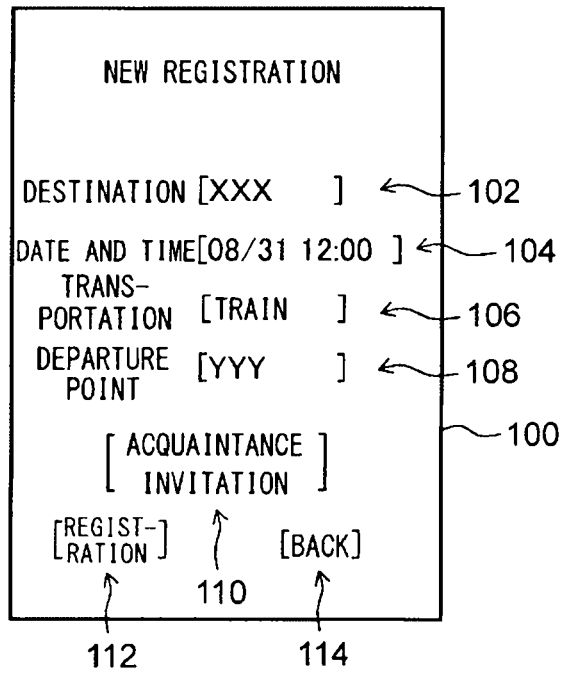 NEW REGISTRATION
DESTINATION [XXX ] 102
DATE AND TIME[08/31 12:00 ] 104
TRANS-
PORTATION [TRAIN ] 106
DEPARTURE
POINT [YYY ] 108
100
[ ACQUAINTANCE
INVITATION ]
[REGIST-
RATION] [BACK]
110
112 114